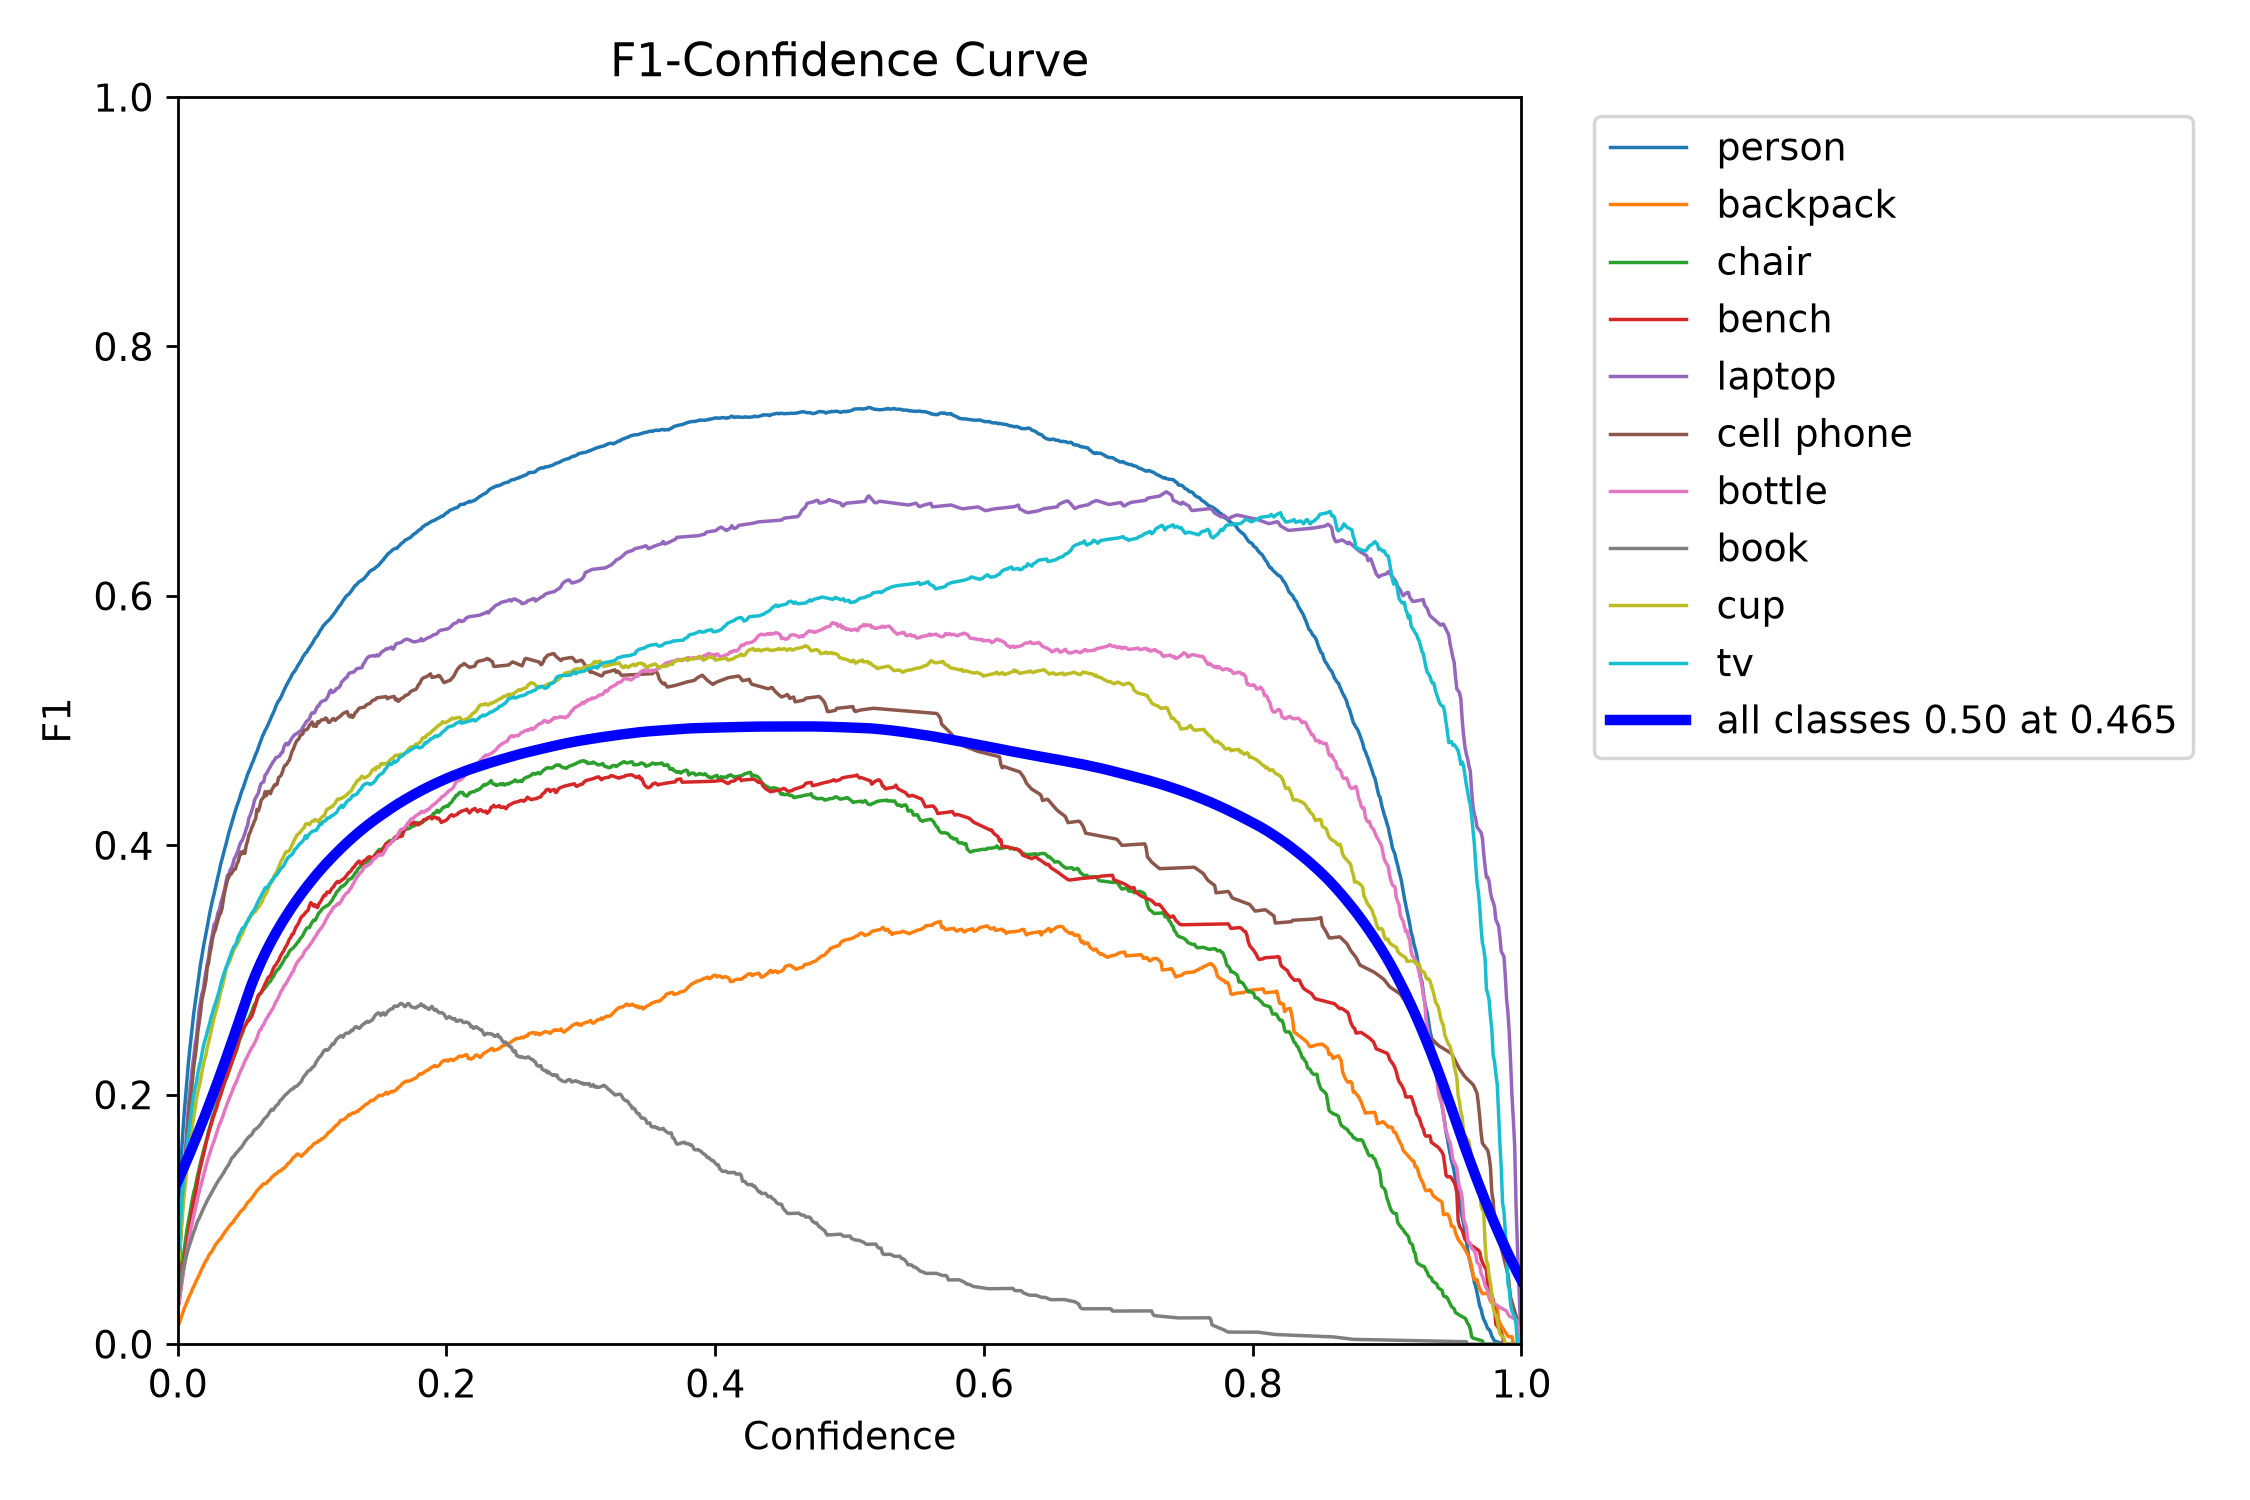 F1-Confidence Curve
1.0
0.8
0.6
0.4
0.2
0.0
F1
0.0 0.2 0.4 0.6 0.8 1.0
Confidence
person
backpack
chair
bench
laptop
cell phone
bottle
book
cup
tv
all classes 0.50 at 0.465